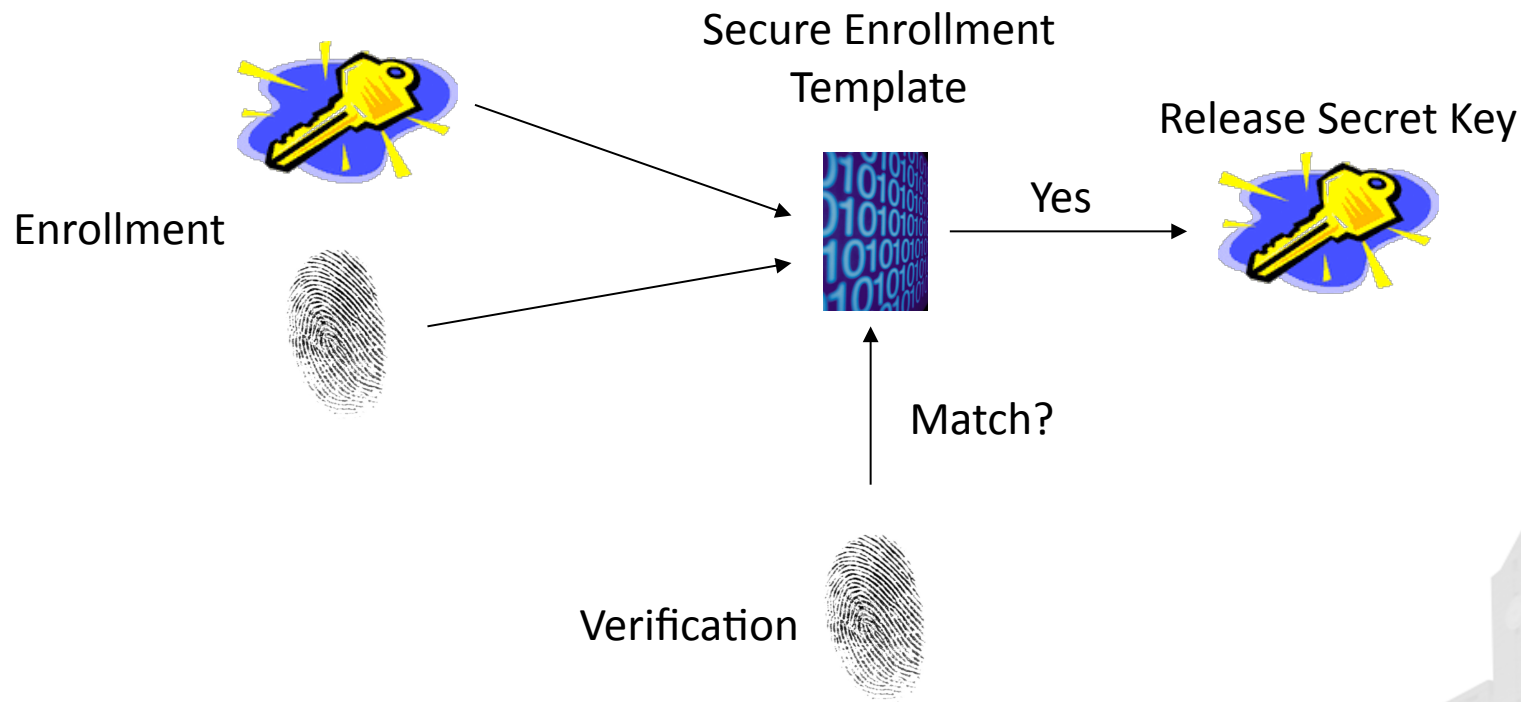 Secure Enrollment
Template
Release Secret Key
Enrollment
Yes
Match?
Verification